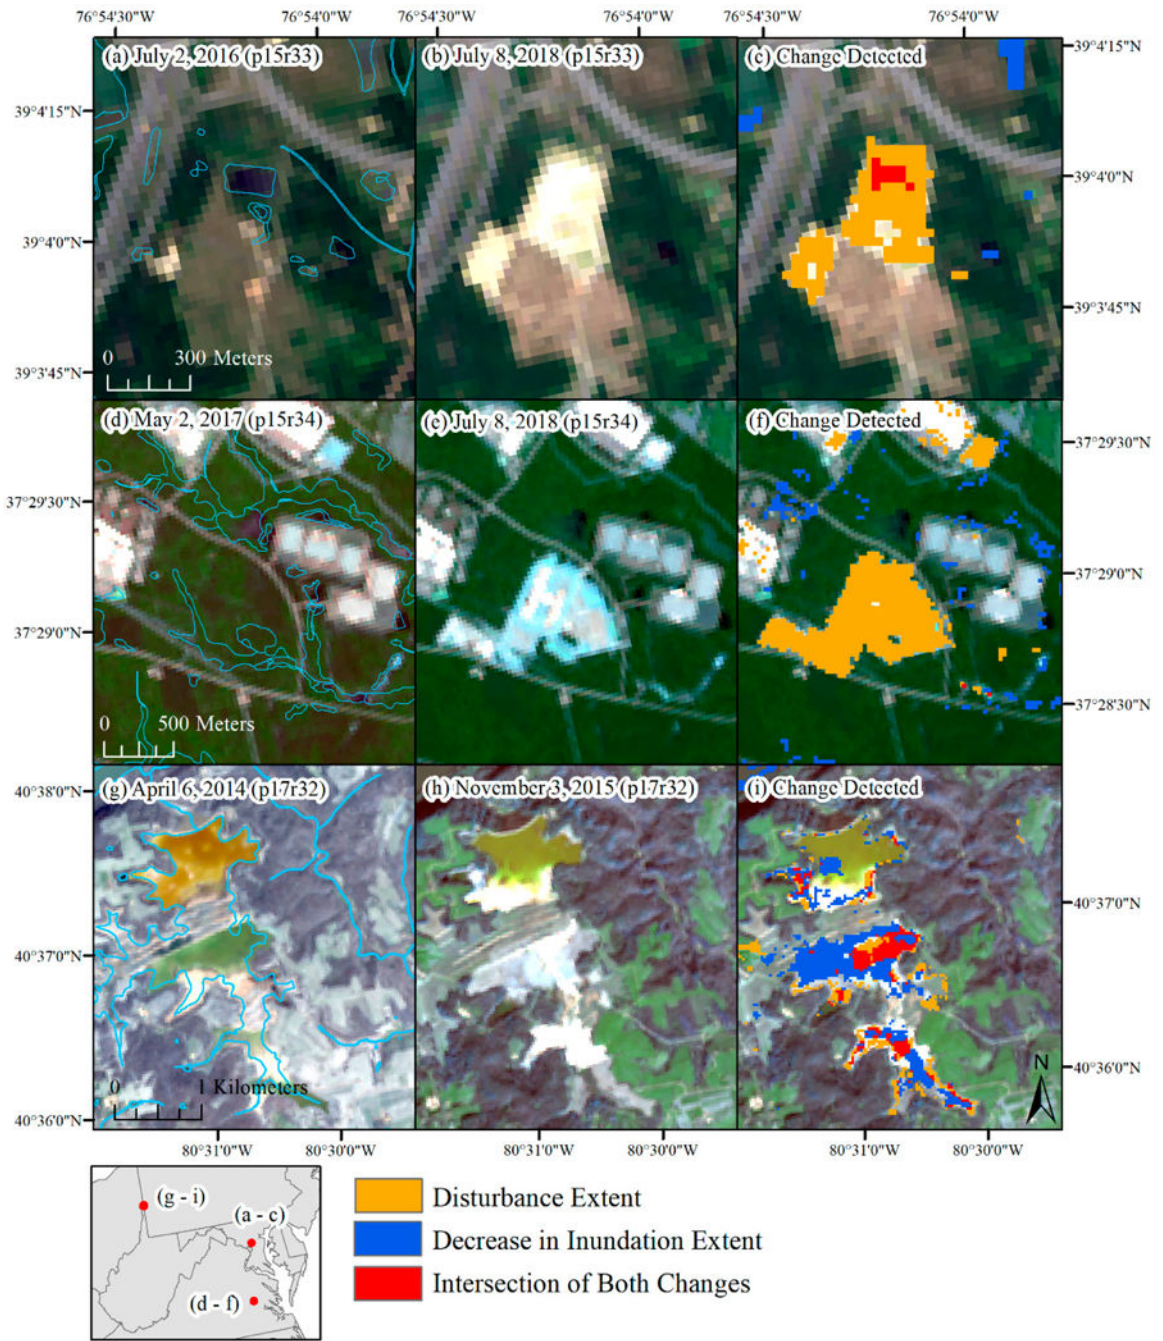 76°54'30"W 76°54'0"W 76°54'30"W 76°54'0"W 76°54'30"W 76°54'0"W
(a) July 2, 2016 (p15r33) (b) July 8, 2018 (p15r33) (c) Change Detected
39°4'15"N
39°4'15"N
39°4'0"N
39°4'0"N
39°3'45"N
0 300 Meters
39°3'45"N
(d) May 2, 2017 (p15r34) (e) July 8, 2018 (p15r34) (f) Change Detected
37°29'30"N
37°29'30"N
37°29'0"N
37°29'0"N
37°28'30"N
0 500 Meters
40°38'0"N
(g) April 6, 2014 (p17r32) (h) November 3, 2015 (p17r32) (i) Change Detected
40°37'0"N
40°37'0"N
40°36'0"N
N
0 1 Kilometers
40°36'0"N
80°31'0"W 80°30'0"W 80°31'0"W 80°30'0"W 80°31'0"W 80°30'0"W
(g - i)
(a - c)
(d - f)
Disturbance Extent
Decrease in Inundation Extent
Intersection of Both Changes